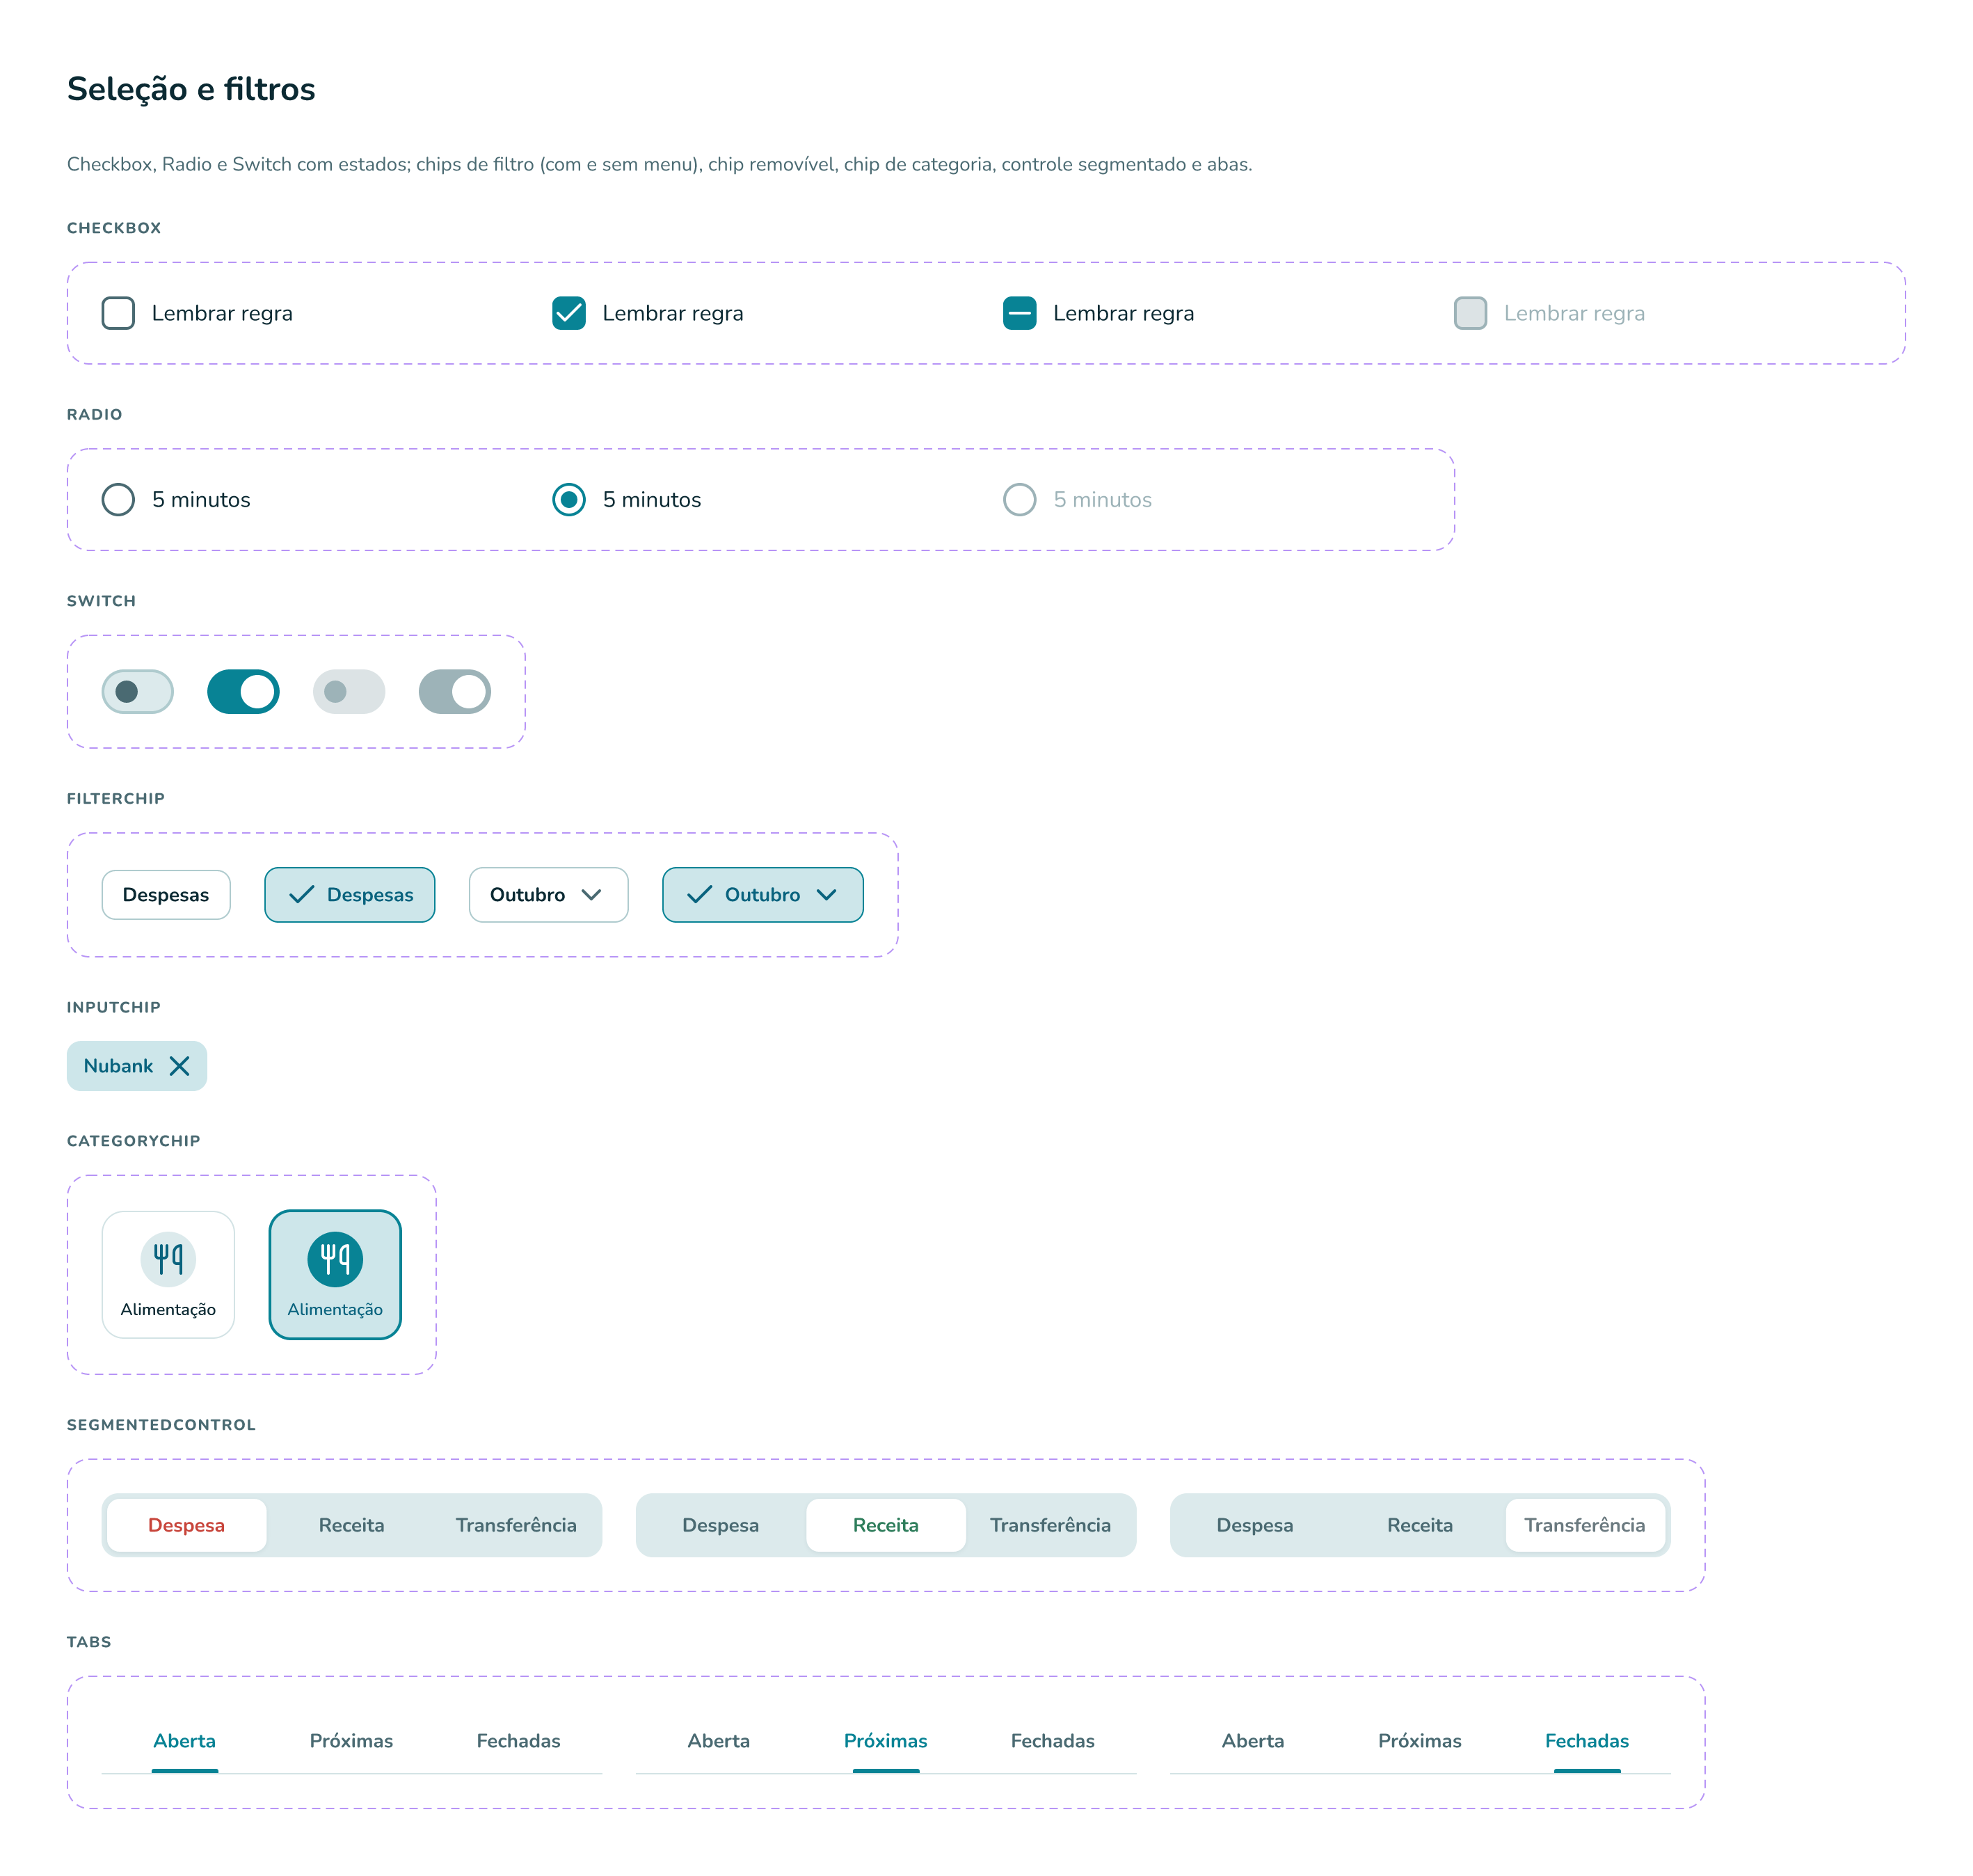 Seleção e filtros
Checkbox, Radio e Switch com estados; chips de filtro (com e sem menu), chip removível, chip de categoria, controle segmentado e abas.
CHECKBOX
Lembrar regra Lembrar regra Lembrar regra Lembrar regra
RADIO
5 minutos 5 minutos 5 minutos
SWITCH
FILTERCHIP
Despesas Despesas Outubro Outubro
INPUTCHIP
Nubank
CATEGORYCHIP
Alimentação Alimentação
SEGMENTEDCONTROL
Despesa Receita Transferência Despesa Receita Transferência Despesa Receita Transferência
TABS
Aberta Próximas Fechadas Aberta Próximas Fechadas Aberta Próximas Fechadas